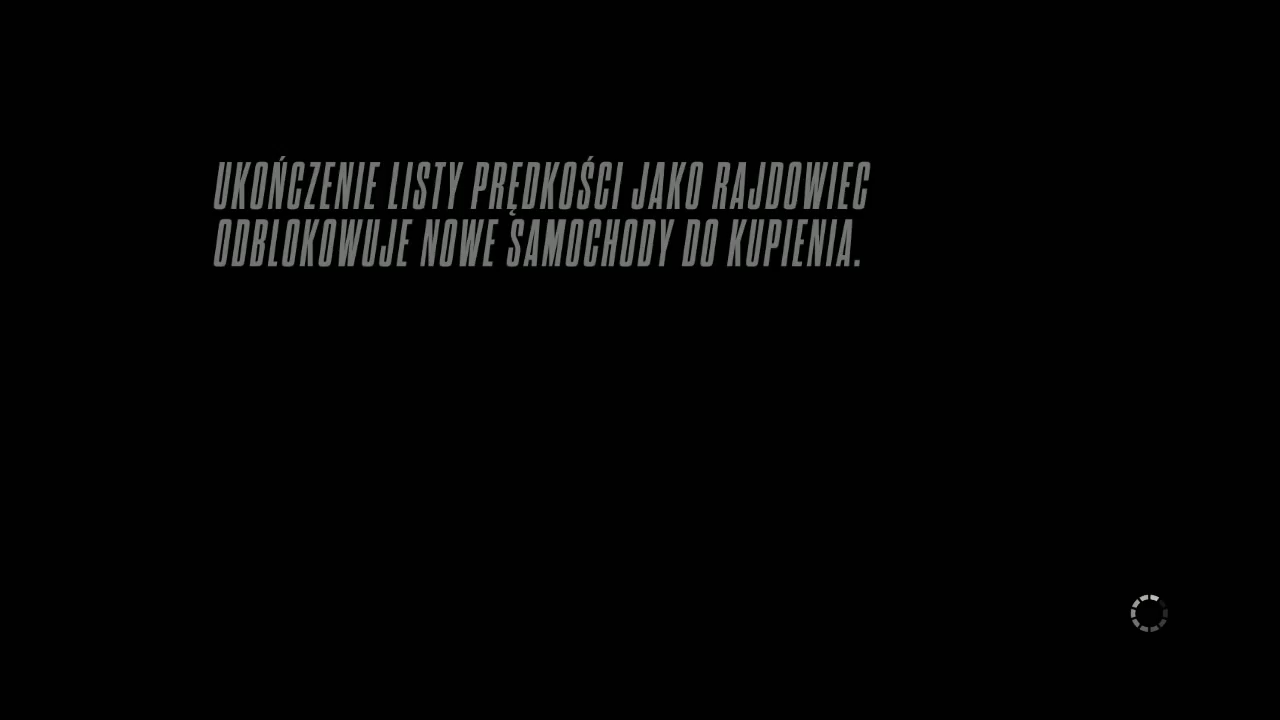 UKOŃCZENIE LISTY PRĘDKOŚCI JAKO RAJDOWIEC
ODBLOKOWUJE NOWE SAMOCHODY DO KUPIENIA.